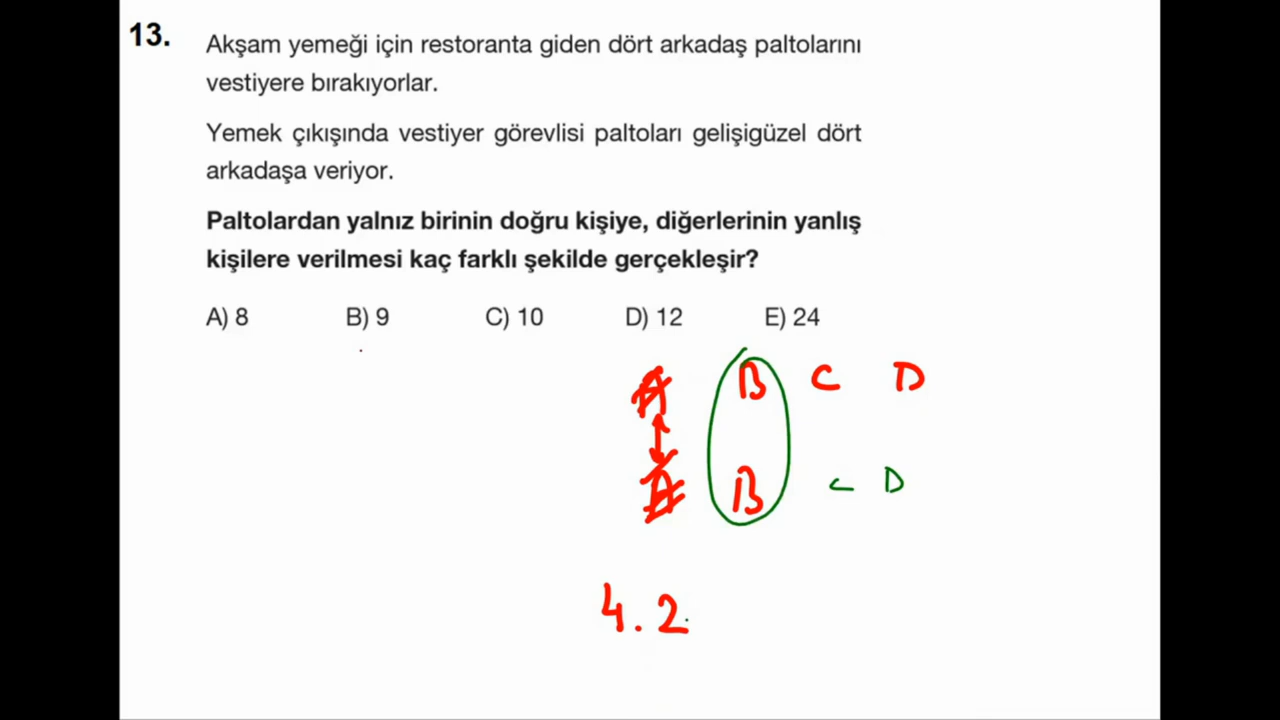 13.
Akşam yemeği için restoranta giden dört arkadaş paltolarını
vestiyere bırakıyorlar.
Yemek çıkışında vestiyer görevlisi paltoları gelişigüzel dört
arkadaşa veriyor.
Paltolardan yalnız birinin doğru kişiye, diğerlerinin yanlış
kişilere verilmesi kaç farklı şekilde gerçekleşir?
A) 8 B) 9 C) 10 D) 12 E) 24
A B C D
A B C D
4.2